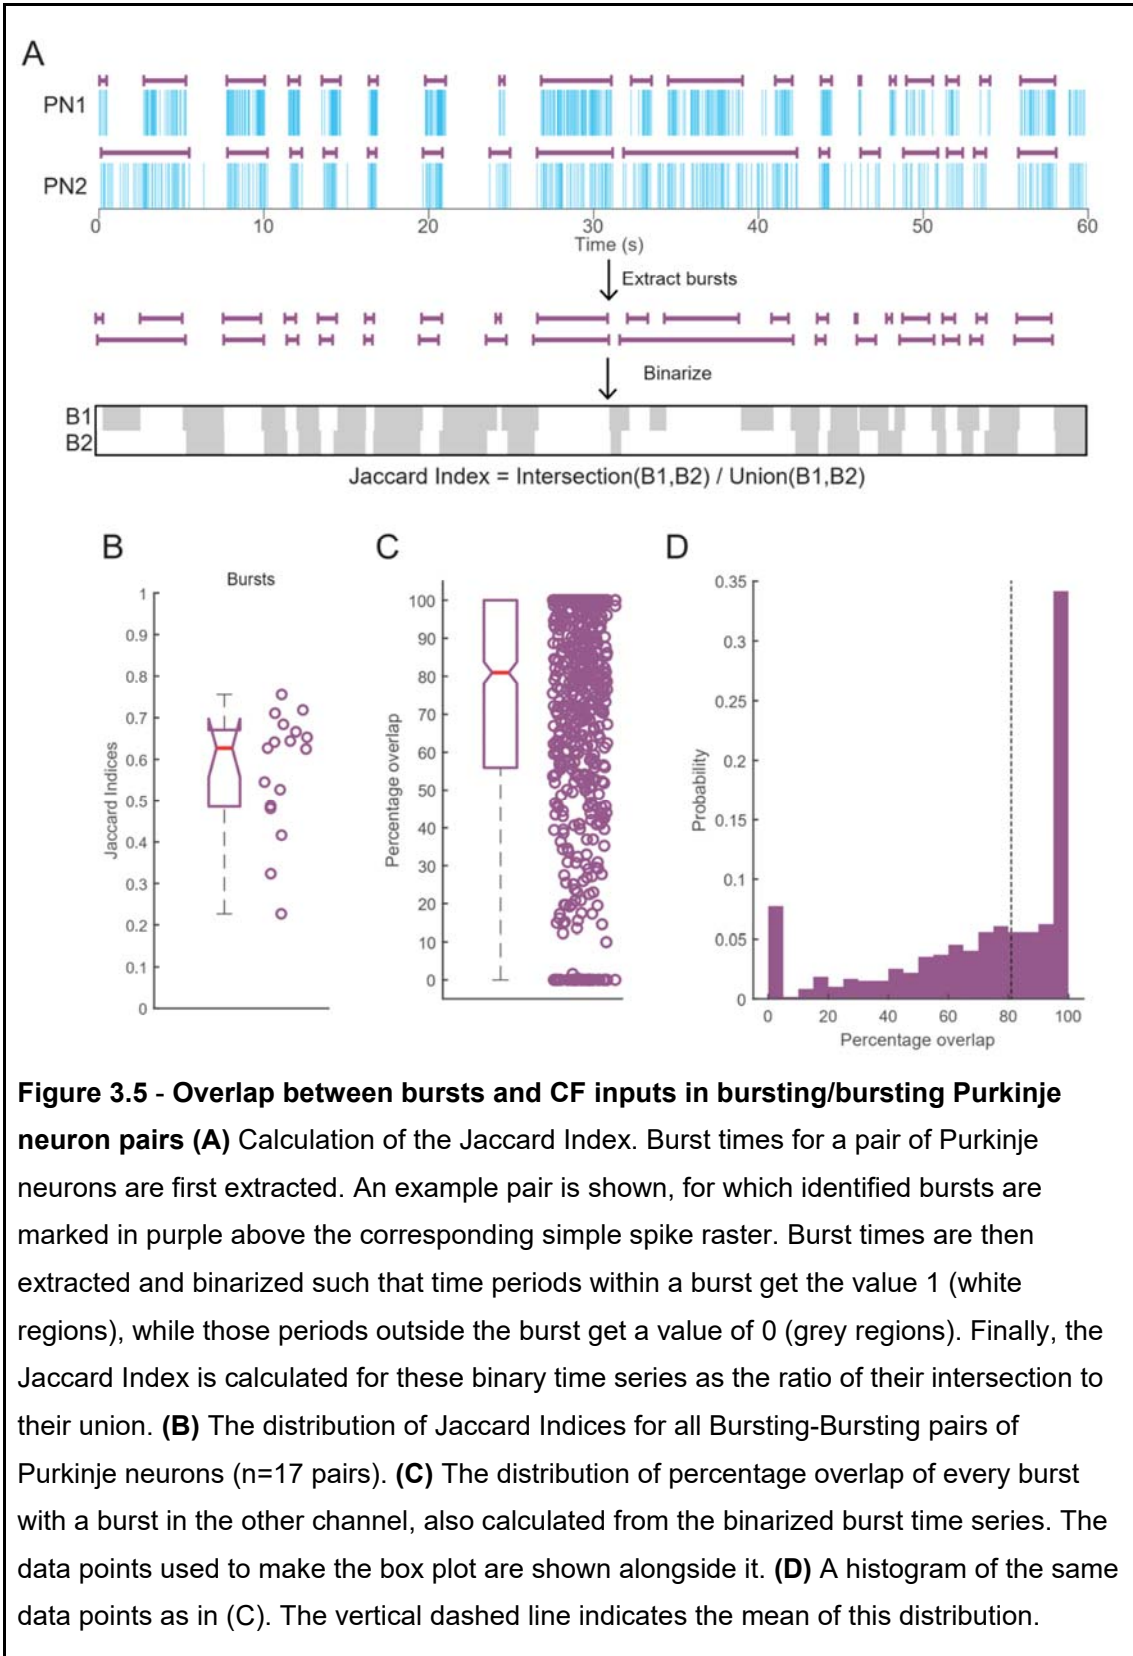 A
PN1
PN2
0 10 20 30 40 50 60
Time (s)
Extract bursts
Binarize
B1
B2
Jaccard Index = Intersection(B1,B2) / Union(B1,B2)
B
Bursts
1
0.9
0.8
0.7
0.6
0.5
0.4
0.3
0.2
0.1
0
Jaccard Indices
C
100
90
80
70
60
50
40
30
20
10
0
Percentage overlap
D
0.35
0.3
0.25
0.2
0.15
0.1
0.05
0
Probability
0 20 40 60 80 100
Percentage overlap
Figure 3.5 - Overlap between bursts and CF inputs in bursting/bursting Purkinje
neuron pairs (A) Calculation of the Jaccard Index. Burst times for a pair of Purkinje
neurons are first extracted. An example pair is shown, for which identified bursts are
marked in purple above the corresponding simple spike raster. Burst times are then
extracted and binarized such that time periods within a burst get the value 1 (white
regions), while those periods outside the burst get a value of 0 (grey regions). Finally, the
Jaccard Index is calculated for these binary time series as the ratio of their intersection to
their union. (B) The distribution of Jaccard Indices for all Bursting-Bursting pairs of
Purkinje neurons (n=17 pairs). (C) The distribution of percentage overlap of every burst
with a burst in the other channel, also calculated from the binarized burst time series. The
data points used to make the box plot are shown alongside it. (D) A histogram of the same
data points as in (C). The vertical dashed line indicates the mean of this distribution.